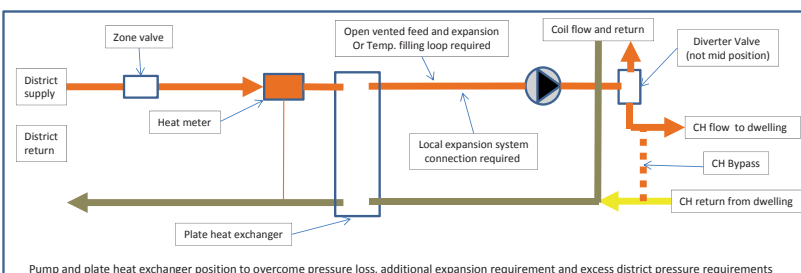 Zone valve
Open vented feed and expansion
Or Temp. filling loop required
Coil flow and return
Diverter Valve
(not mid position)
District
supply
Heat meter
District
return
Local expansion system
connection required
CH flow to dwelling
CH Bypass
CH return from dwelling
Plate heat exchanger
Pump and plate heat exchanger position to overcome pressure loss, additional expansion requirement and excess district pressure requirements